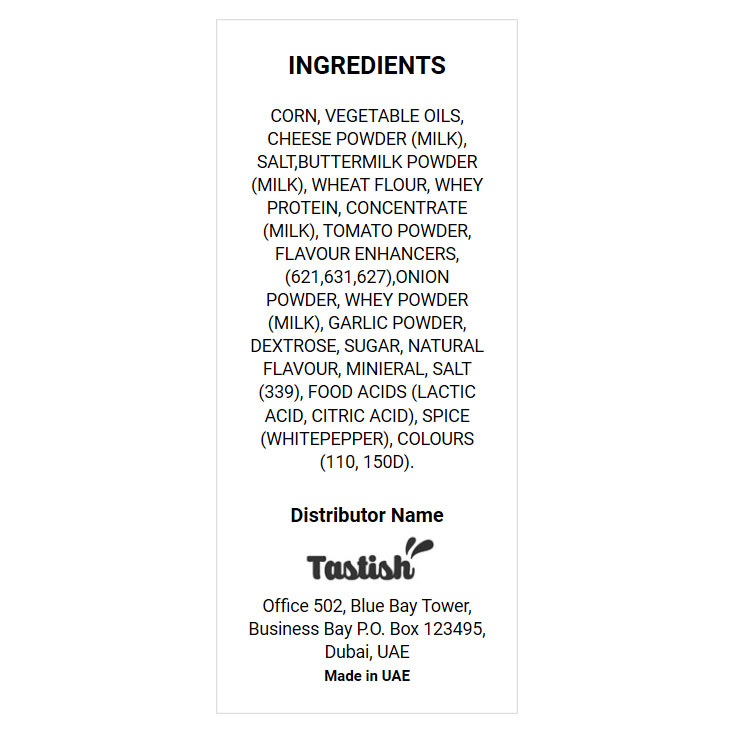 INGREDIENTS
CORN, VEGETABLE OILS,
CHEESE POWDER (MILK),
SALT,BUTTERMILK POWDER
(MILK), WHEAT FLOUR, WHEY
PROTEIN, CONCENTRATE
(MILK), TOMATO POWDER,
FLAVOUR ENHANCERS,
(621,631,627),ONION
POWDER, WHEY POWDER
(MILK), GARLIC POWDER,
DEXTROSE, SUGAR, NATURAL
FLAVOUR, MINIERAL, SALT
(339), FOOD ACIDS (LACTIC
ACID, CITRIC ACID), SPICE
(WHITEPEPPER), COLOURS
(110, 150D).
Distributor Name
Tastish
Office 502, Blue Bay Tower,
Business Bay P.O. Box 123495,
Dubai, UAE
Made in UAE